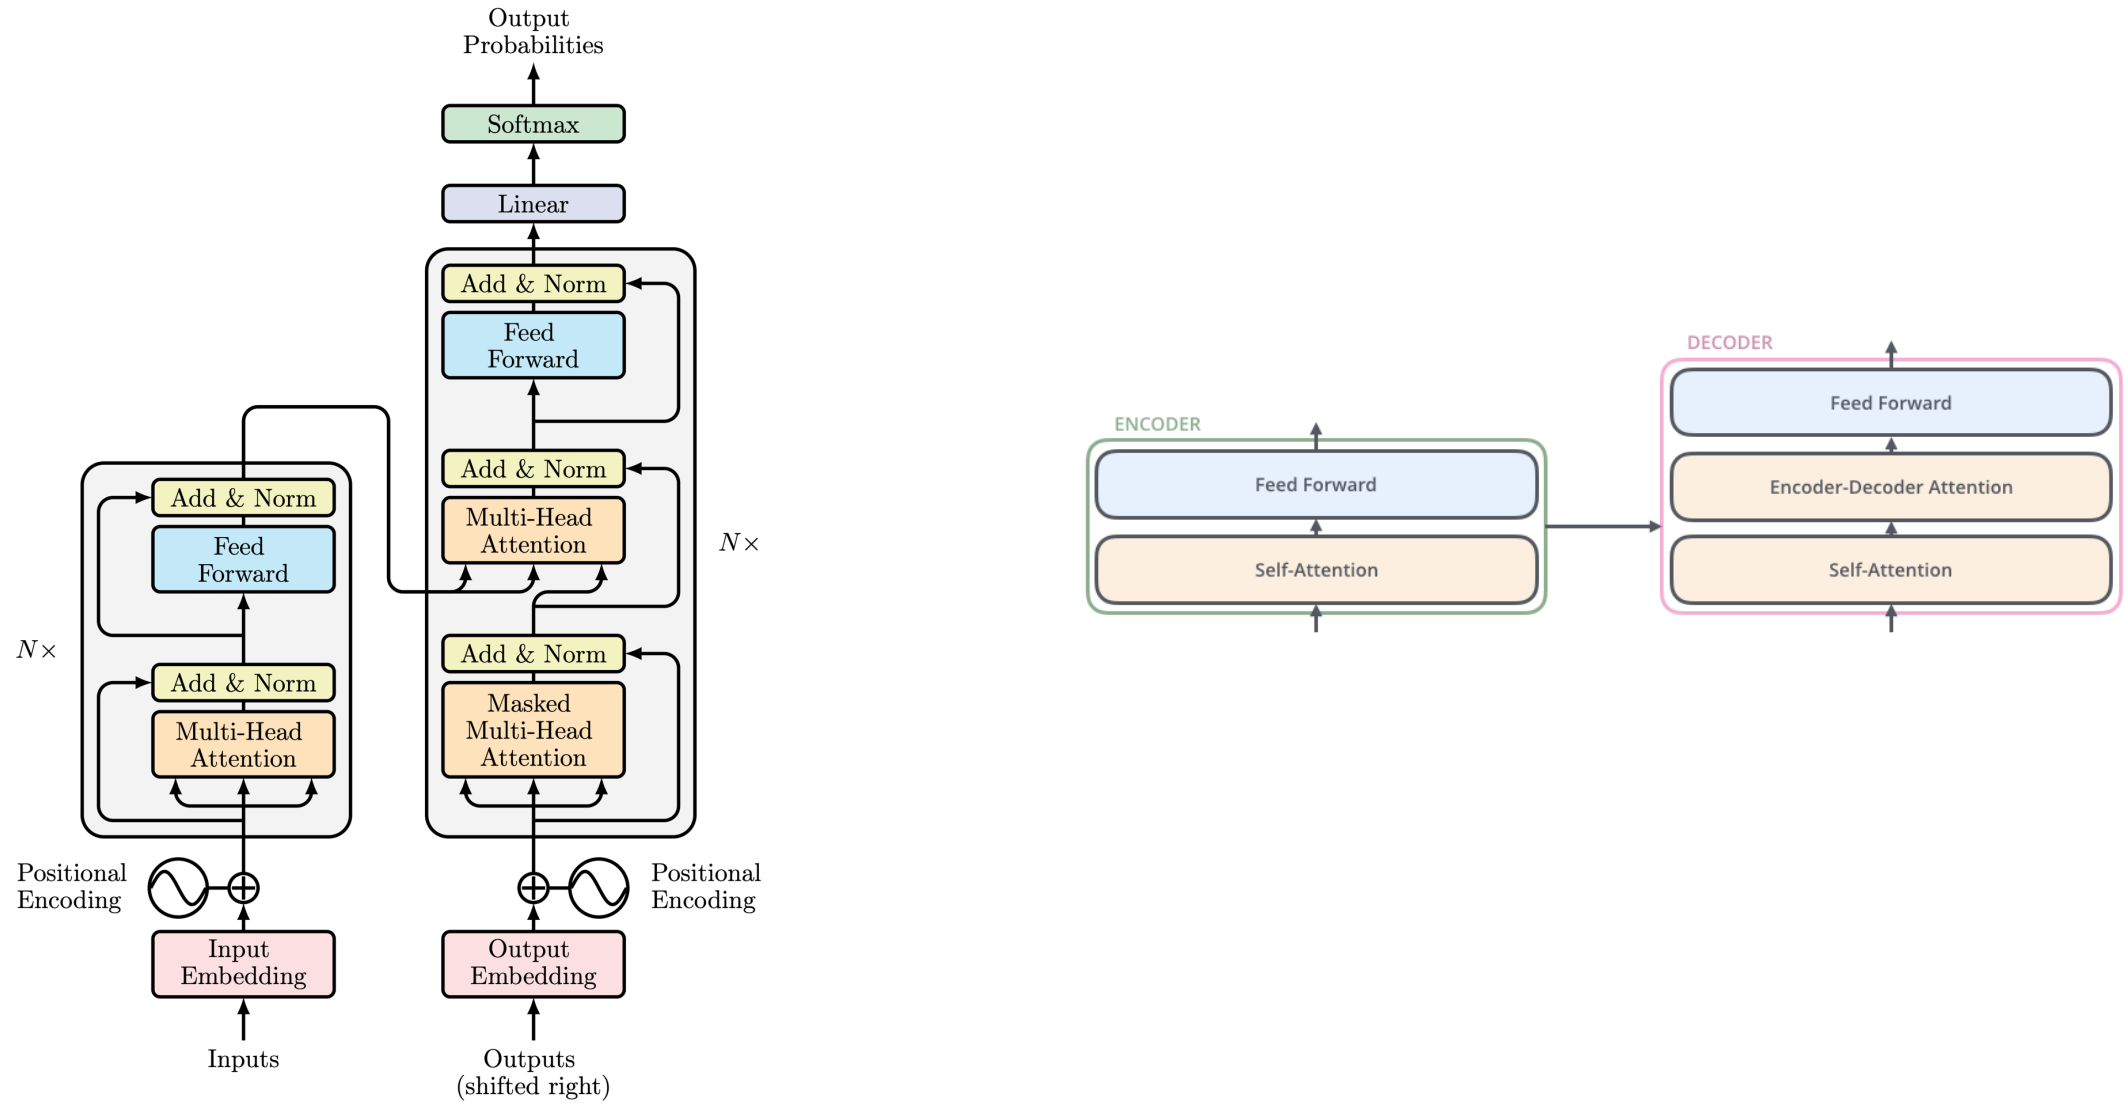 Output
Probabilities
Softmax
Linear
Add & Norm
Feed
Forward
Add & Norm
Multi-Head
Attention
N×
Add & Norm
Masked
Multi-Head
Attention
Add & Norm
Feed
Forward
N×
Add & Norm
Multi-Head
Attention
Positional
Encoding
Positional
Encoding
Input
Embedding
Output
Embedding
Inputs
Outputs
(shifted right)
ENCODER
Feed Forward
Self-Attention
DECODER
Feed Forward
Encoder-Decoder Attention
Self-Attention